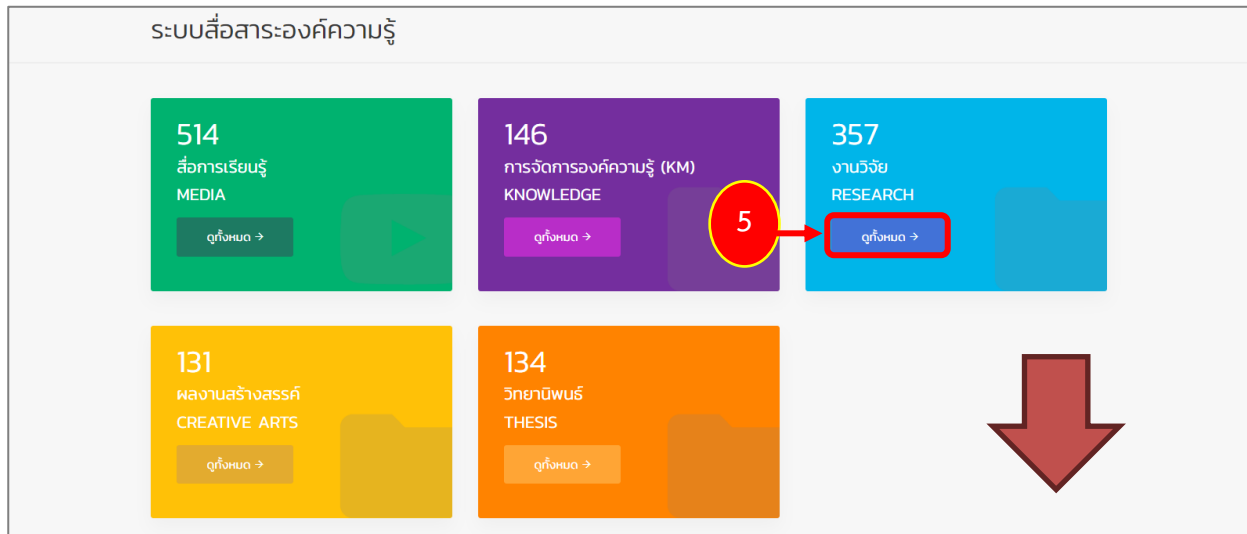 ระบบสื่อสาระองค์ความรู้
514
สื่อการเรียนรู้
MEDIA
ดูทั้งหมด →
146
การจัดการองค์ความรู้ (KM)
KNOWLEDGE
ดูทั้งหมด →
5
357
งานวิจัย
RESEARCH
ดูทั้งหมด →
131
ผลงานสร้างสรรค์
CREATIVE ARTS
ดูทั้งหมด →
134
วิทยานิพนธ์
THESIS
ดูทั้งหมด →